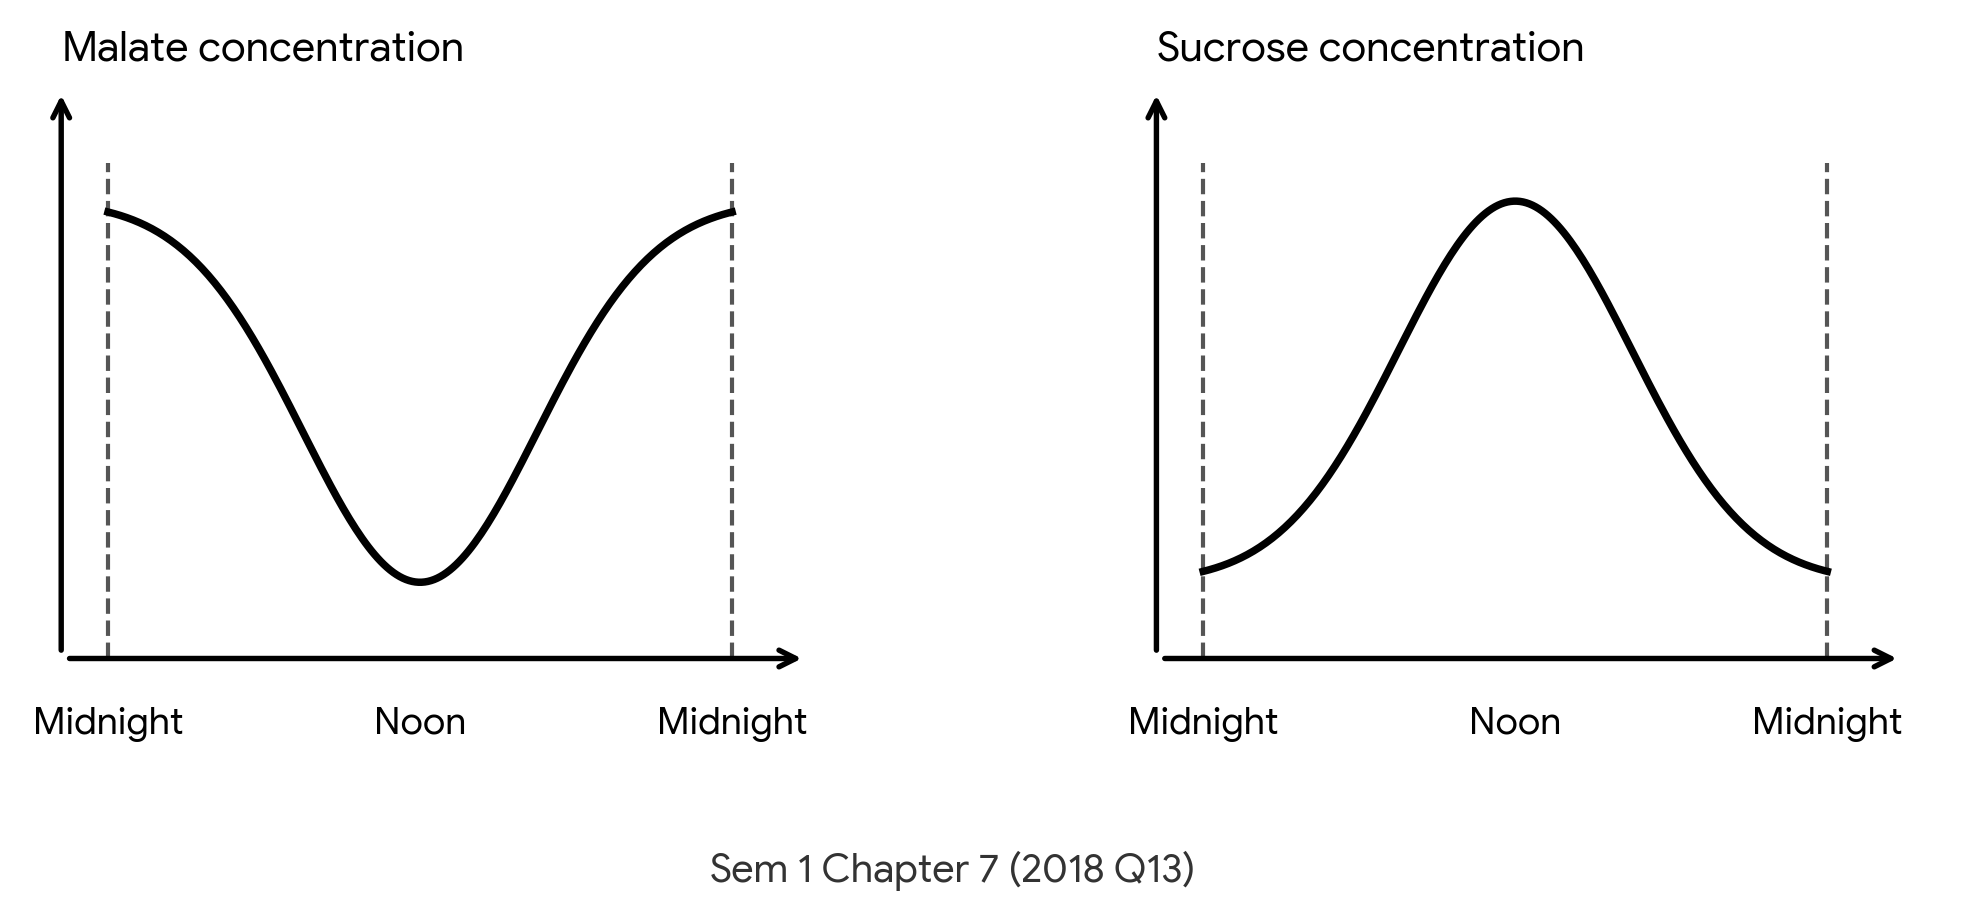 Malate concentration
Sucrose concentration
Midnight
Noon
Midnight
Midnight
Noon
Midnight
Sem 1 Chapter 7 (2018 Q13)